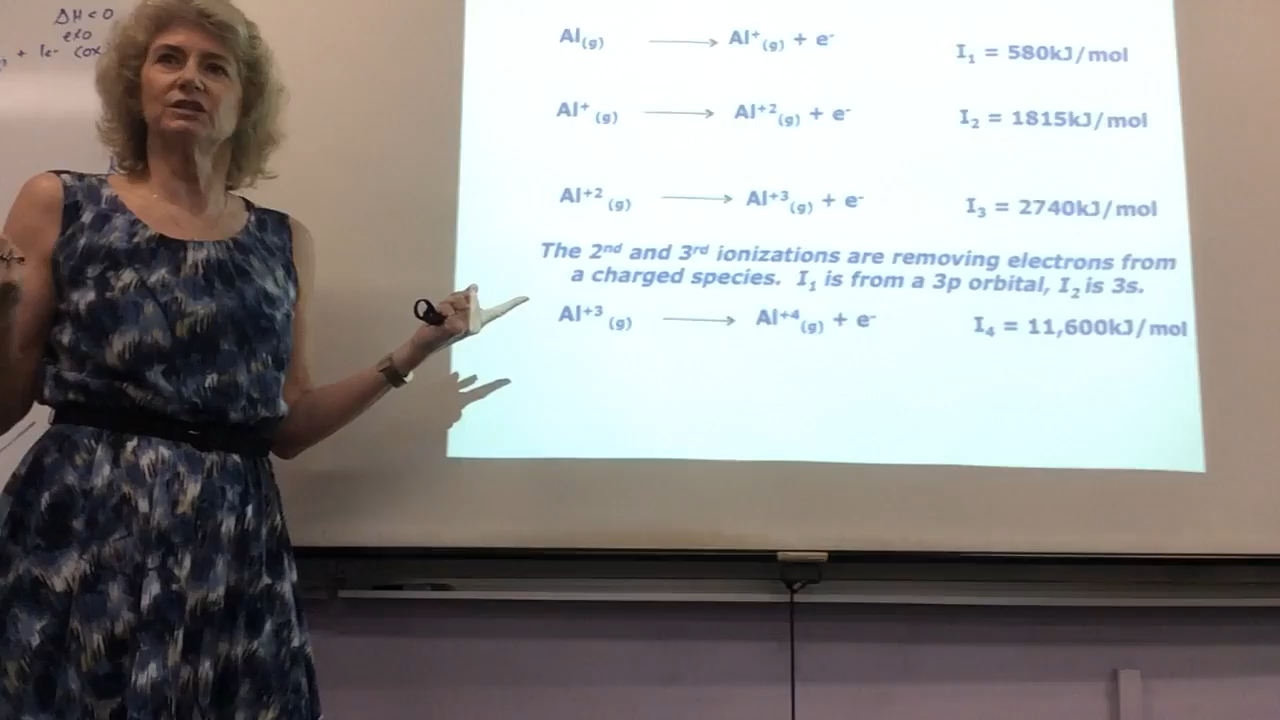 ΔH < 0
exo
+ 1e⁻
Al(g) ⟶ Al⁺(g) + e⁻ I₁ = 580kJ/mol
Al⁺ (g) ⟶ Al⁺²(g) + e⁻ I₂ = 1815kJ/mol
Al⁺² (g) ⟶ Al⁺³(g) + e⁻ I₃ = 2740kJ/mol
The 2ⁿᵈ and 3ʳᵈ ionizations are removing electrons from
a charged species. I₁ is from a 3p orbital, I₂ is 3s.
Al⁺³ (g) ⟶ Al⁺⁴(g) + e⁻ I₄ = 11,600kJ/mol